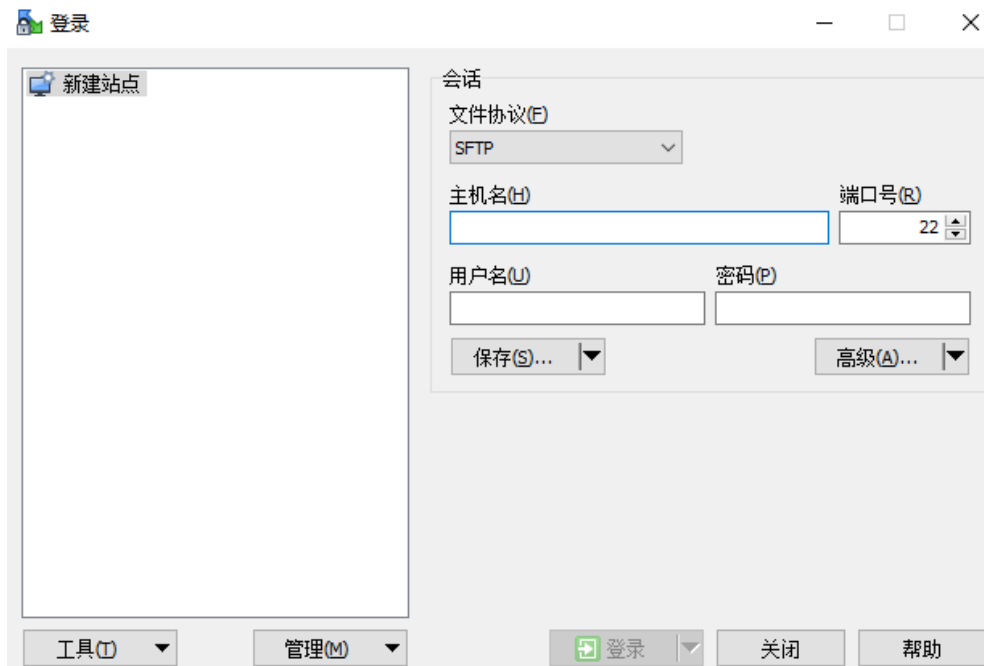 登录
新建站点
会话
文件协议(F)
SFTP
主机名(H)
端口号(R)
22
用户名(U)
密码(P)
保存(S)...
高级(A)...
工具(T)
管理(M)
登录
关闭
帮助